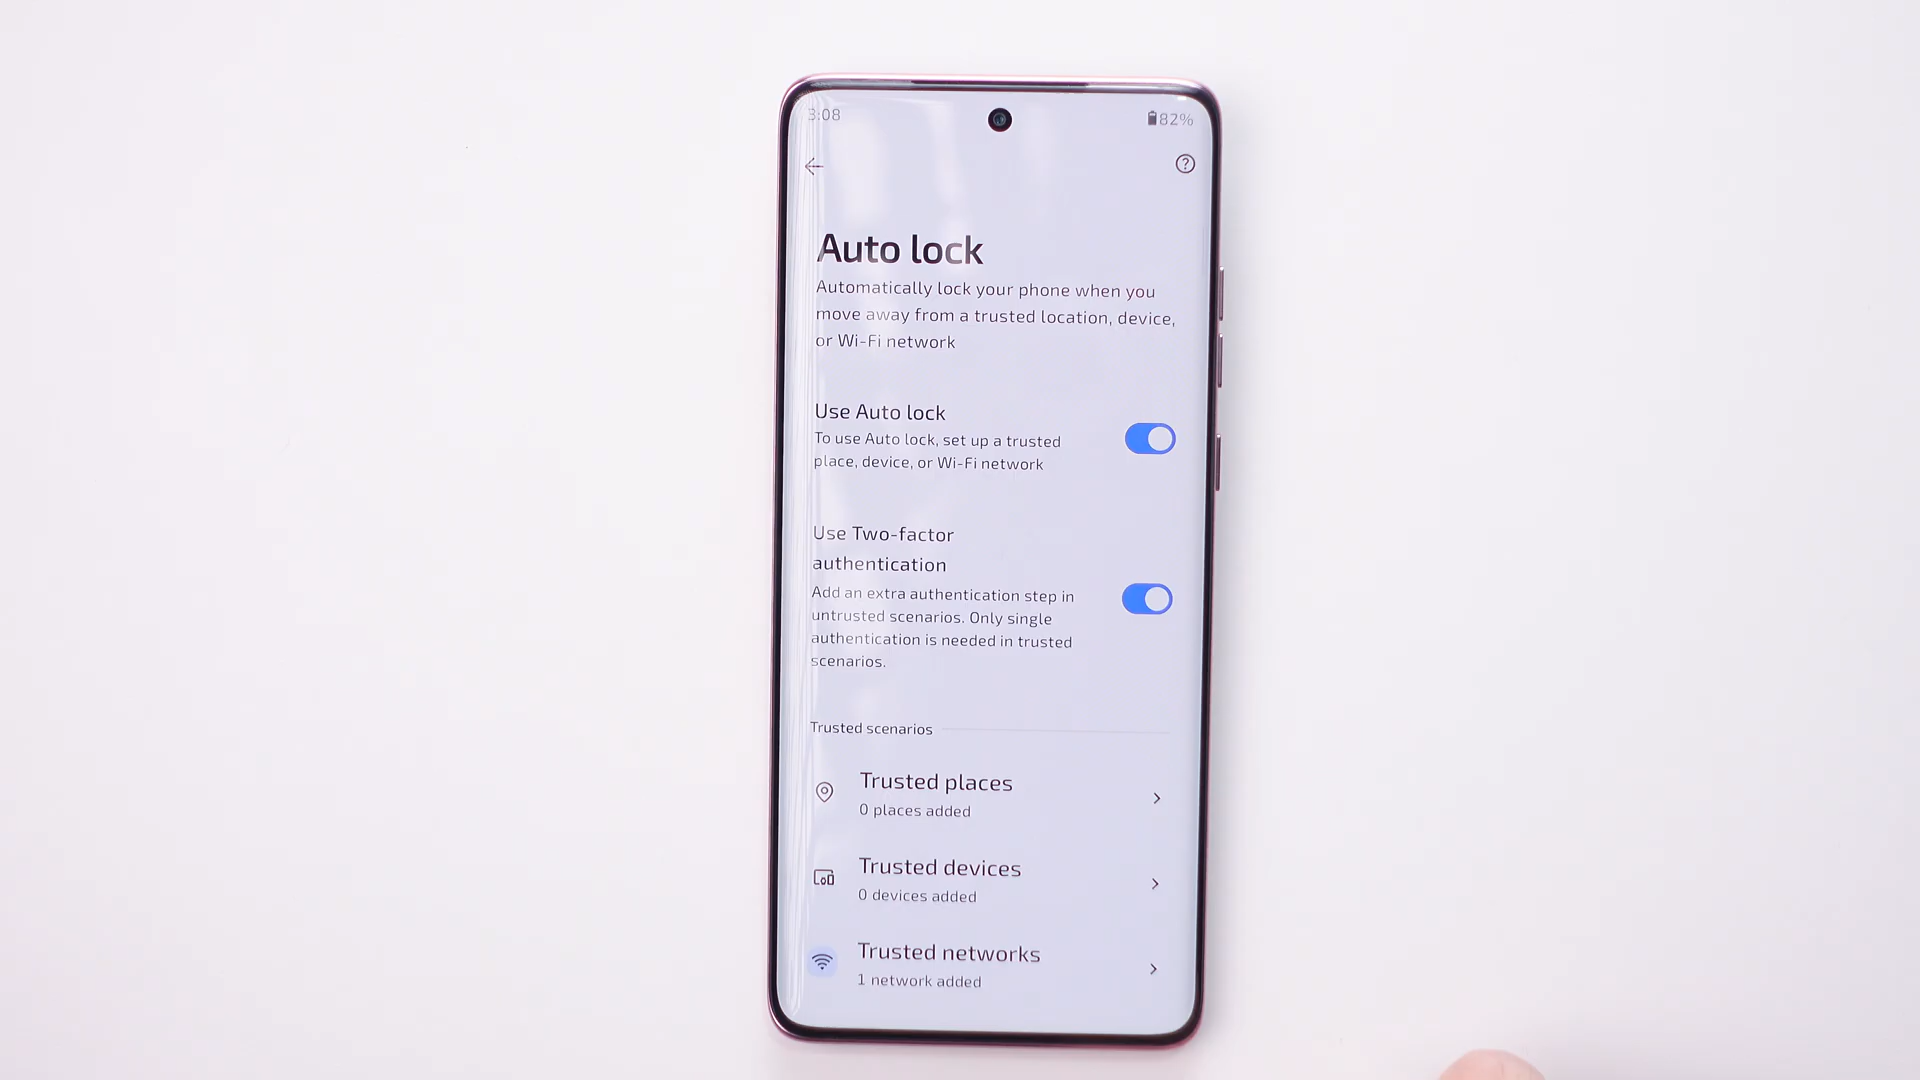 3:08
82%
Auto lock
Automatically lock your phone when you
move away from a trusted location, device,
or Wi-Fi network
Use Auto lock
To use Auto lock, set up a trusted
place, device, or Wi-Fi network
Use Two-factor
authentication
Add an extra authentication step in
untrusted scenarios. Only single
authentication is needed in trusted
scenarios.
Trusted scenarios
Trusted places
0 places added
Trusted devices
0 devices added
Trusted networks
1 network added